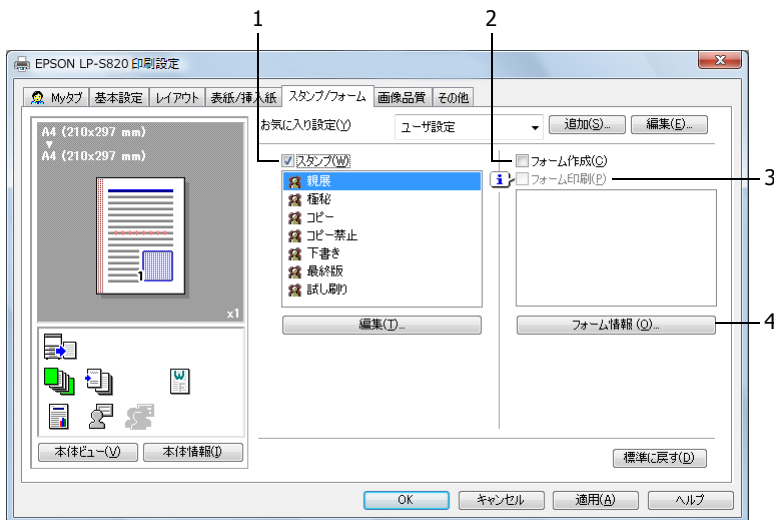 1 2
EPSON LP-S820 印刷設定
Myタブ 基本設定 レイアウト 表紙/挿入紙 スタンプ/フォーム 画像品質 その他
A4 (210x297 mm)
A4 (210x297 mm)
1
x1
本体ビュー(V) 本体情報(I)
お気に入り設定(Y) ユーザ設定 追加(S)... 編集(E)...
スタンプ(W)
親展
極秘
コピー
コピー禁止
下書き
最終版
試し刷り
編集(T)...
フォーム作成(C)
フォーム印刷(P) 3
フォーム情報 (O)... 4
標準に戻す(D)
OK キャンセル 適用(A) ヘルプ